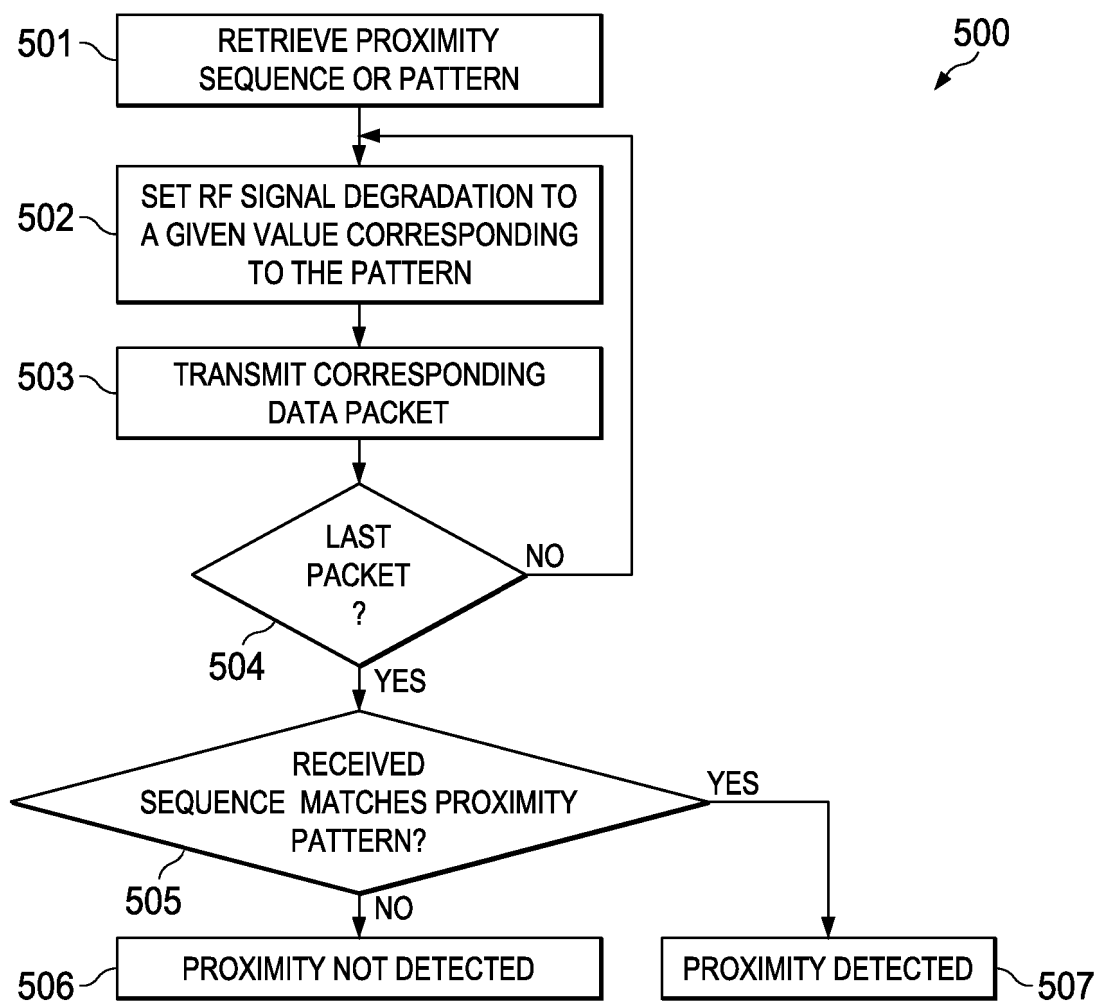 501
RETRIEVE PROXIMITY
SEQUENCE OR PATTERN
500
502
SET RF SIGNAL DEGRADATION TO
A GIVEN VALUE CORRESPONDING
TO THE PATTERN
503
TRANSMIT CORRESPONDING
DATA PACKET
LAST
PACKET
?
NO
504
YES
RECEIVED
SEQUENCE MATCHES PROXIMITY
PATTERN?
YES
505
NO
506
PROXIMITY NOT DETECTED
PROXIMITY DETECTED
507